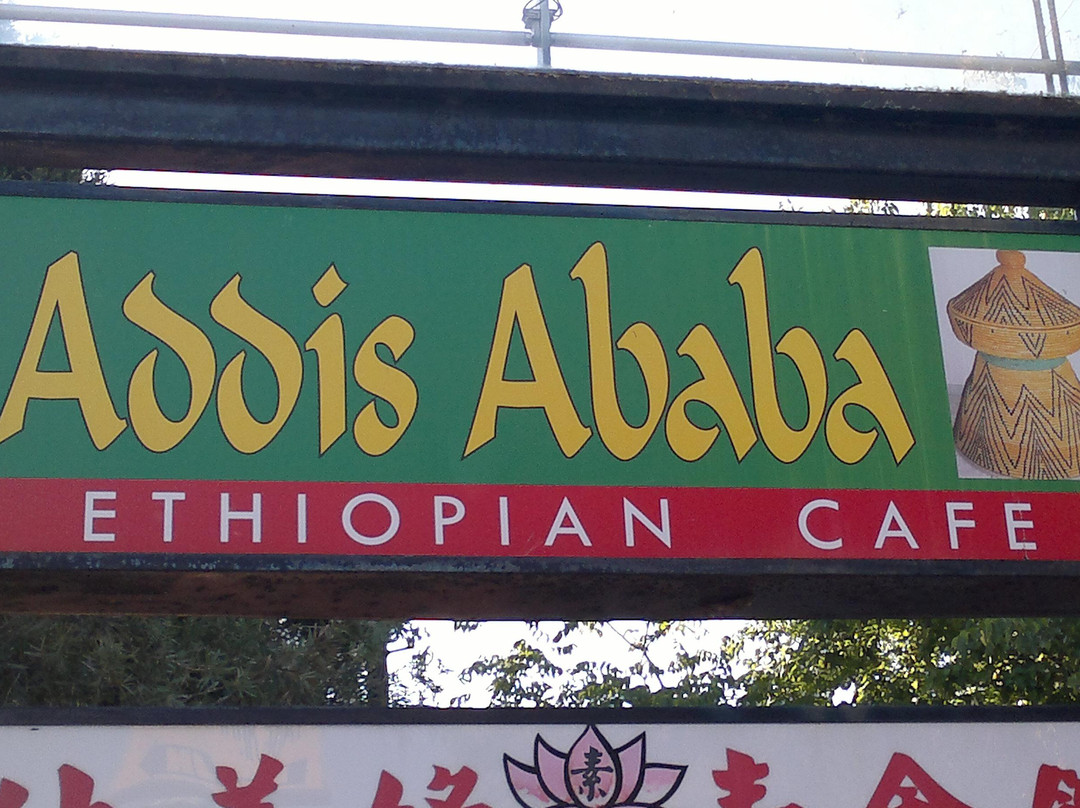 Addis Ababa
ETHIOPIAN CAFE
素